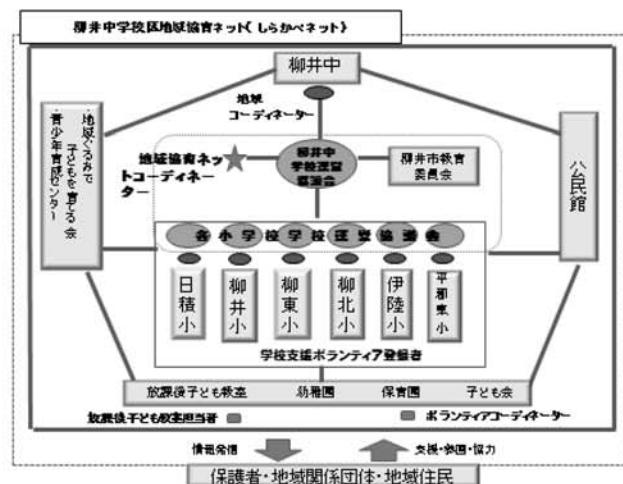 柳井中学校区地域協育ネット(しらかべネット)
柳井中
地域
コーディネーター
・地域ぐるみで
子どもを育てる会
・青少年育成センター
地域協育ネッ
トコーディネー
ター
柳井中
学校運営
協議会
柳井市教育
委員会
公民館
各小学校学校運営協議会
日積小
柳井小
柳東小
柳北小
伊陸小
平郡東小
学校支援ボランティア登録者
放課後子ども教室 幼稚園 保育園 子ども会
放課後子ども教室担当者
ボランティアコーディネーター
情報発信
支援・参画・協力
保護者・地域関係団体・地域住民